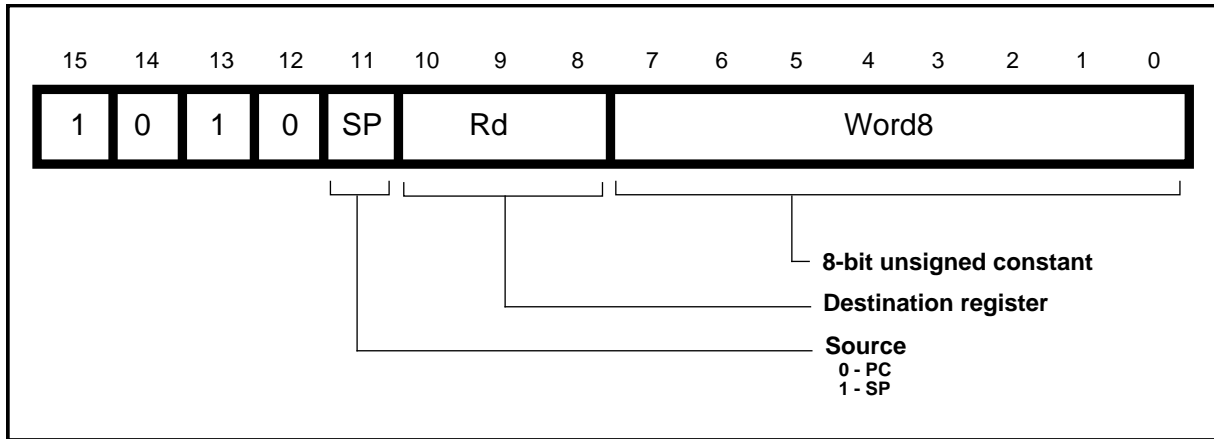 15 14 13 12 11 10 9 8 7 6 5 4 3 2 1 0
1 0 1 0 SP Rd Word8
8-bit unsigned constant
Destination register
Source
0 - PC
1 - SP